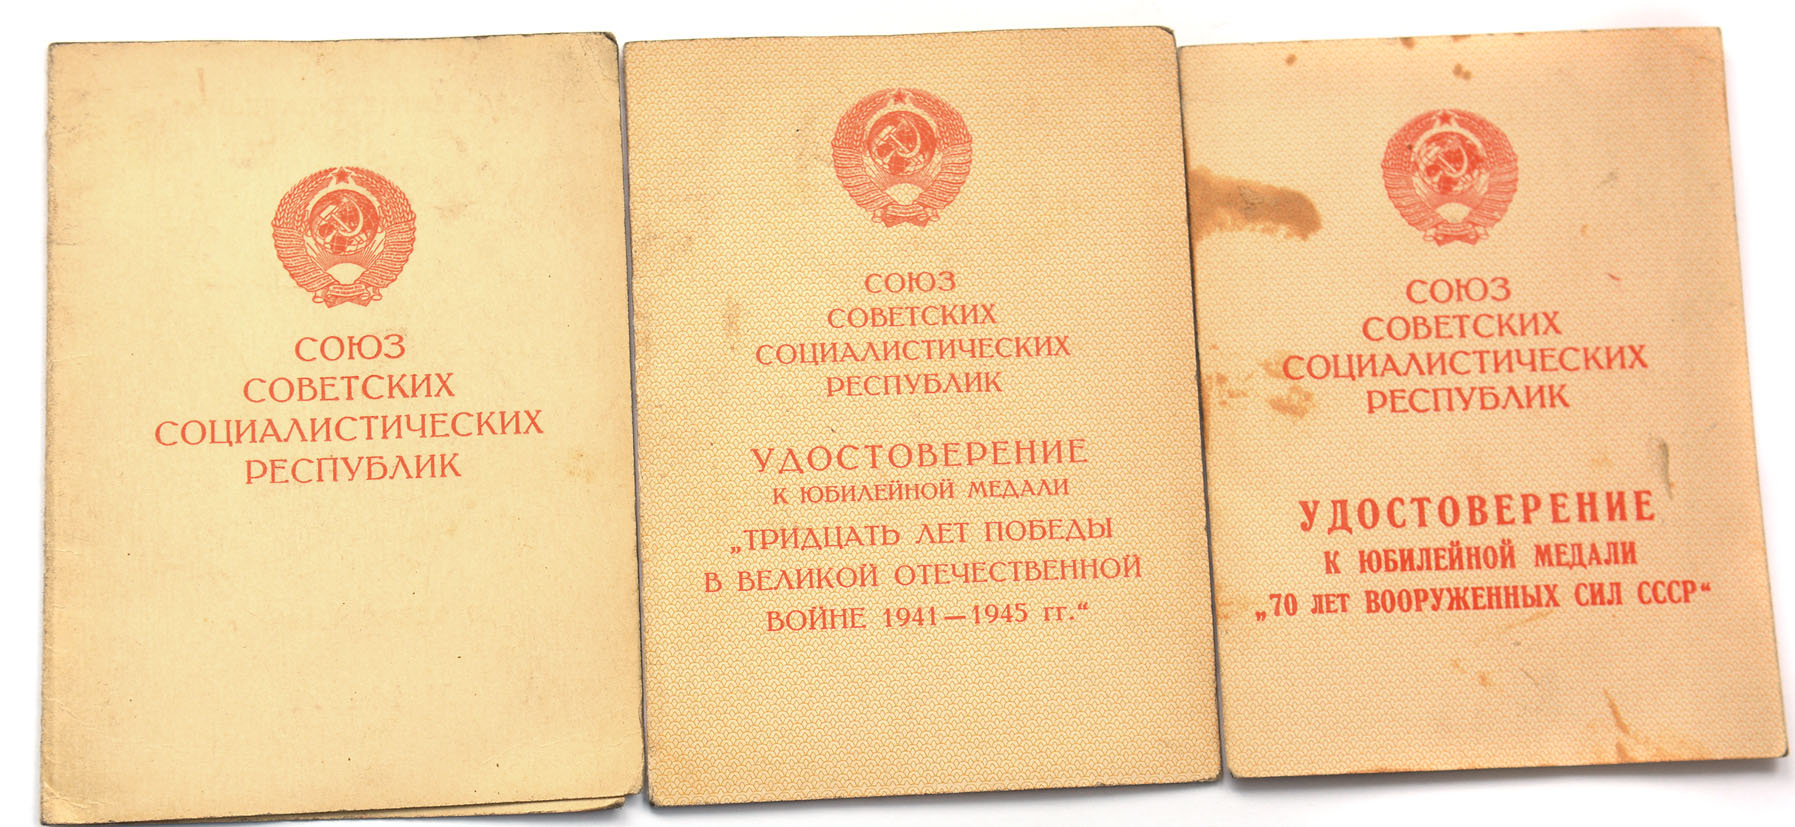 СОЮЗ
СОВЕТСКИХ
СОЦИАЛИСТИЧЕСКИХ
РЕСПУБЛИК
СОЮЗ
СОВЕТСКИХ
СОЦИАЛИСТИЧЕСКИХ
РЕСПУБЛИК
УДОСТОВЕРЕНИЕ
К ЮБИЛЕЙНОЙ МЕДАЛИ
„ТРИДЦАТЬ ЛЕТ ПОБЕДЫ
В ВЕЛИКОЙ ОТЕЧЕСТВЕННОЙ
ВОЙНЕ 1941—1945 гг.“
СОЮЗ
СОВЕТСКИХ
СОЦИАЛИСТИЧЕСКИХ
РЕСПУБЛИК
УДОСТОВЕРЕНИЕ
К ЮБИЛЕЙНОЙ МЕДАЛИ
„70 ЛЕТ ВООРУЖЕННЫХ СИЛ СССР“